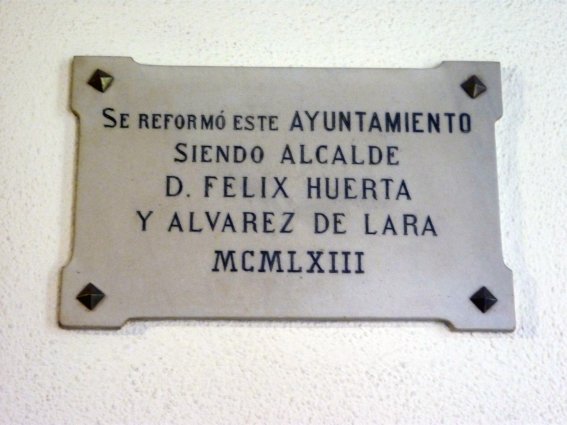 SE REFORMÓ ESTE AYUNTAMIENTO
SIENDO ALCALDE
D. FELIX HUERTA
Y ALVAREZ DE LARA
MCMLXIII